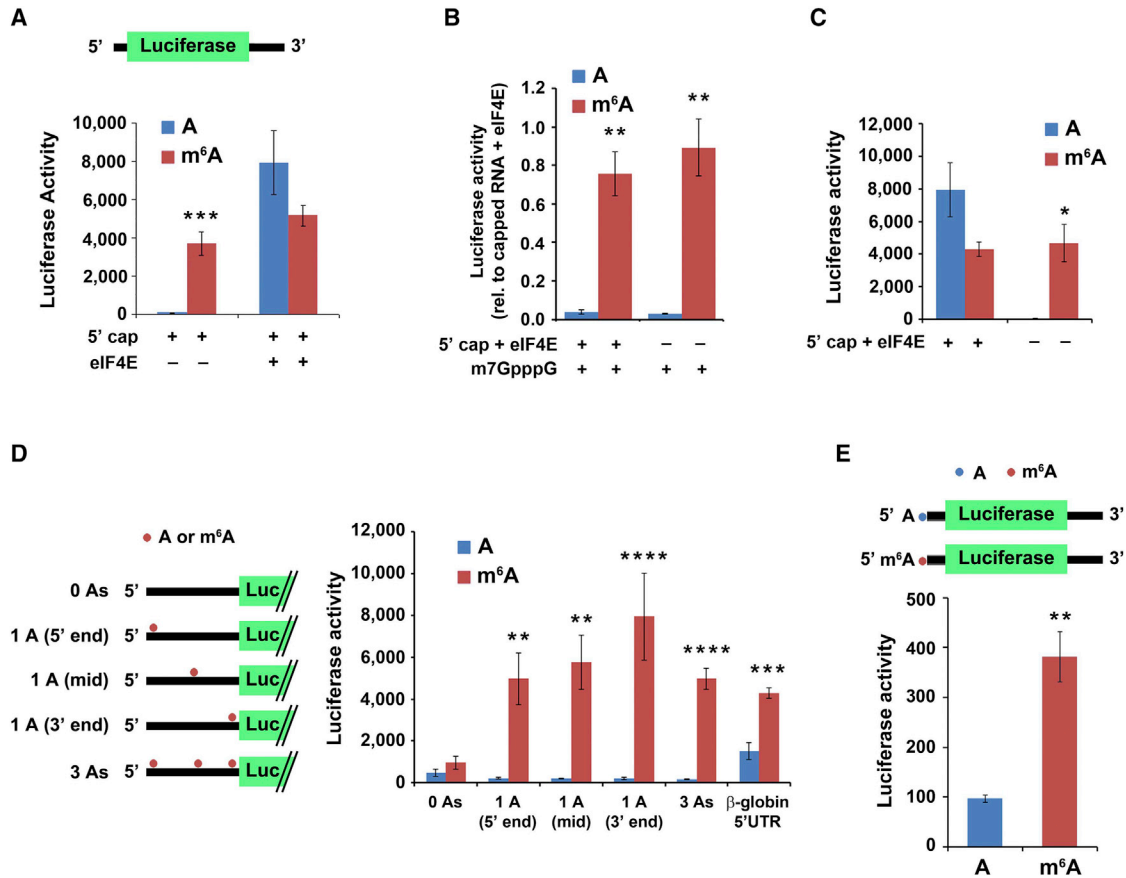 A
5’ Luciferase 3’
Luciferase Activity
A
m⁶A
10,000
8,000
6,000
4,000
2,000
0
***
5’ cap + + + +
eIF4E – – + +
B
A
m⁶A
Luciferase activity
(rel. to capped RNA + eIF4E)
1.2
1.0
0.8
0.6
0.4
0.2
0.0
**
**
5’ cap + eIF4E + + – –
m7GpppG + + + +
C
A
m⁶A
Luciferase activity
12,000
10,000
8,000
6,000
4,000
2,000
0
*
5’ cap + eIF4E + + – –
D
A or m⁶A
0 As 5’ Luc
1 A (5’ end) 5’ Luc
1 A (mid) 5’ Luc
1 A (3’ end) 5’ Luc
3 As 5’ Luc
Luciferase activity
A
m⁶A
12,000
10,000
8,000
6,000
4,000
2,000
0
**
**
****
****
***
0 As
1 A
(5’ end)
1 A
(mid)
1 A
(3’ end)
3 As
β-globin
5’UTR
E
A m⁶A
5’ A Luciferase 3’
5’ m⁶A Luciferase 3’
Luciferase activity
500
400
300
200
100
0
**
A m⁶A